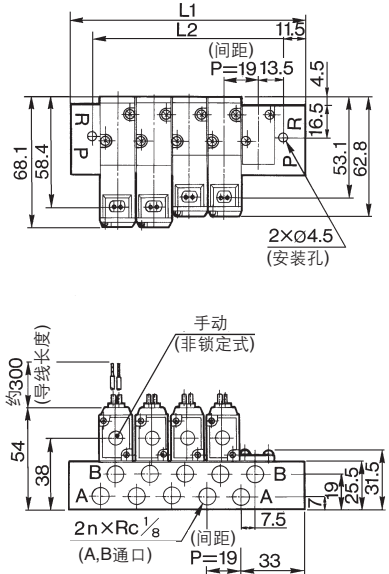 L1
L2
11.5
(间距)
P=19
13.5
4.5
16.5
R
P
R
P
68.1
58.4
53.1
62.8
2×Ø4.5
(安装孔)
手动
(非锁定式)
约300
(导线长度)
54
38
B
B
A
A
7
19
25.5
31.5
7.5
2n×Rc1/8
(A,B通口)
(间距)
P=19
33